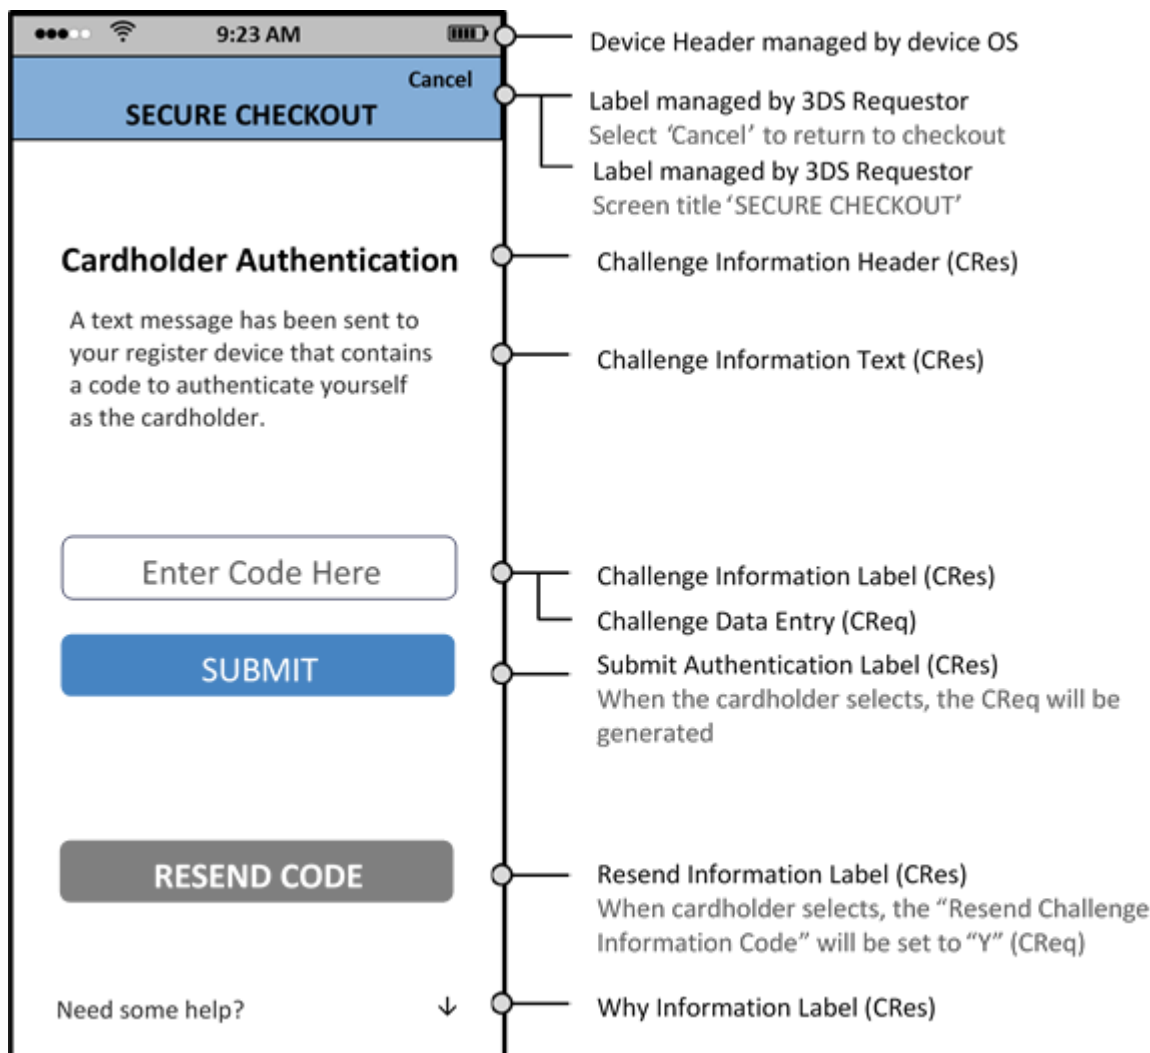 9:23 AM
Cancel
SECURE CHECKOUT
Cardholder Authentication
A text message has been sent to
your register device that contains
a code to authenticate yourself
as the cardholder.
Enter Code Here
SUBMIT
RESEND CODE
Need some help?
Device Header managed by device OS
Label managed by 3DS Requestor
Select ‘Cancel’ to return to checkout
Label managed by 3DS Requestor
Screen title ‘SECURE CHECKOUT’
Challenge Information Header (CRes)
Challenge Information Text (CRes)
Challenge Information Label (CRes)
Challenge Data Entry (CReq)
Submit Authentication Label (CRes)
When the cardholder selects, the CReq will be
generated
Resend Information Label (CRes)
When cardholder selects, the “Resend Challenge
Information Code” will be set to “Y” (CReq)
Why Information Label (CRes)